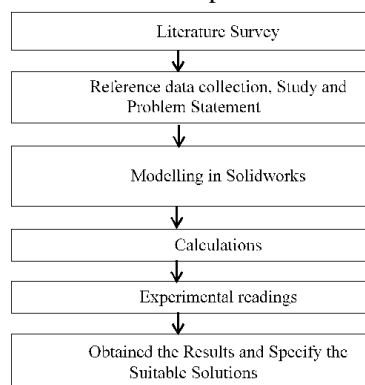 Literature Survey
Reference data collection, Study and
Problem Statement
Modelling in Solidworks
Calculations
Experimental readings
Obtained the Results and Specify the
Suitable Solutions